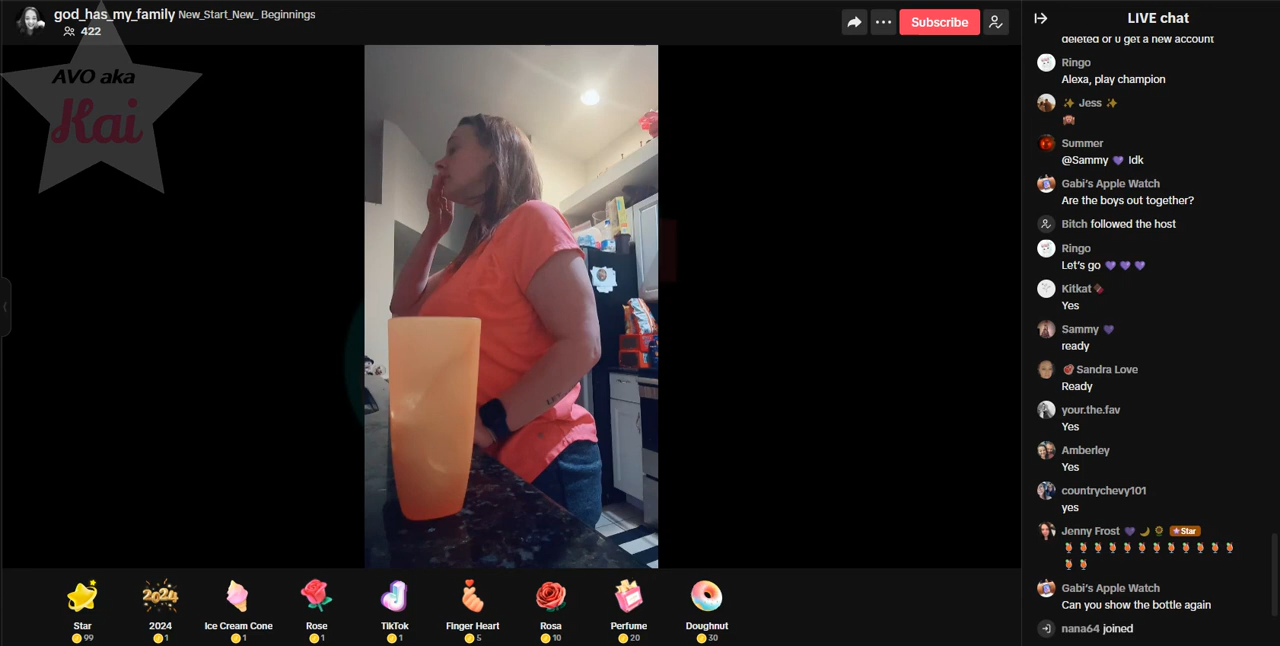 god_has_my_family New_Start_New_ Beginnings
422
Subscribe
AVO aka
Kai
LIVE chat
deleted or u get a new account
Ringo
Alexa, play champion
Jess
Summer
@Sammy 💜 Idk
Gabi's Apple Watch
Are the boys out together?
Bitch followed the host
Ringo
Let's go 💜 💜 💜
Kitkat
Yes
Sammy
ready
Sandra Love
Ready
your.the.fav
Yes
Amberley
Yes
countrychevy101
yes
Jenny Frost Star
Gabi's Apple Watch
Can you show the bottle again
nana64 joined
Star
99
2024
2024
1
Ice Cream Cone
1
Rose
1
TikTok
1
Finger Heart
5
Rosa
10
Perfume
20
Doughnut
30